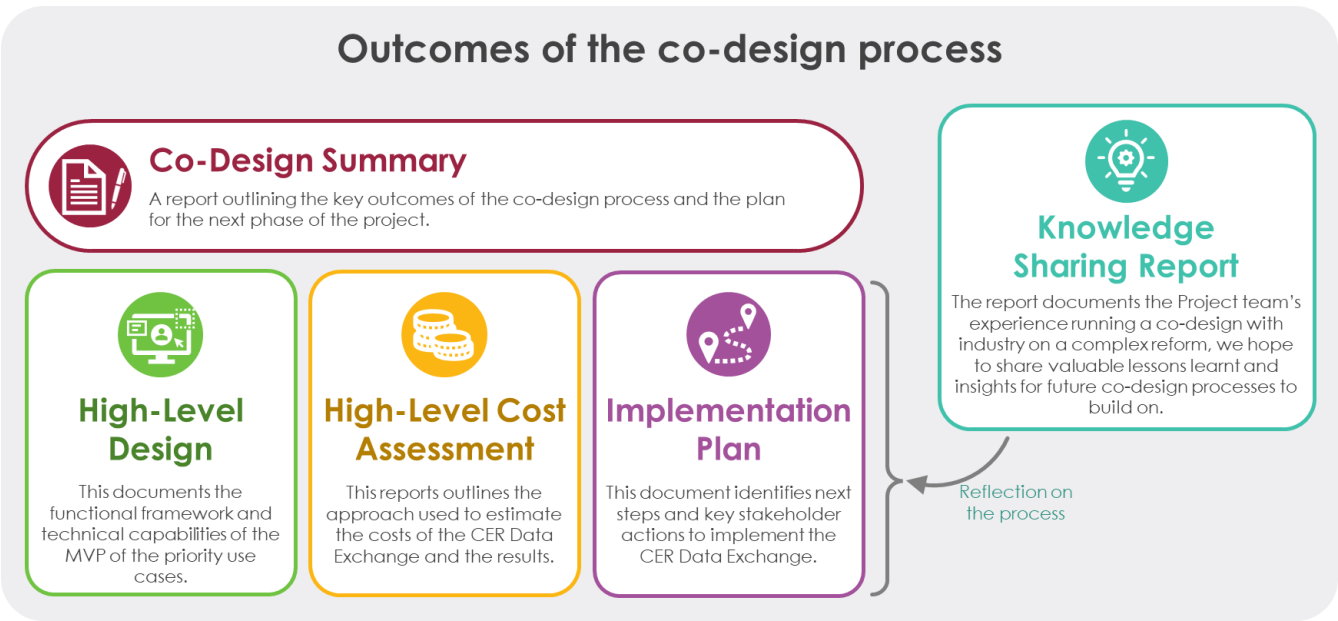 Outcomes of the co-design process
Co-Design Summary
A report outlining the key outcomes of the co-design process and the plan
for the next phase of the project.
High-Level
Design
This documents the
functional framework and
technical capabilities of the
MVP of the priority use
cases.
High-Level Cost
Assessment
This reports outlines the
approach used to estimate
the costs of the CER Data
Exchange and the results.
Implementation
Plan
This document identifies next
steps and key stakeholder
actions to implement the
CER Data Exchange.
Knowledge
Sharing Report
The report documents the Project team’s
experience running a co-design with
industry on a complex reform, we hope
to share valuable lessons learnt and
insights for future co-design processes to
build on.
Reflection on
the process